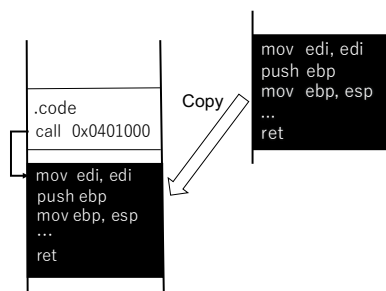 .code
call 0x0401000
mov edi, edi
push ebp
mov ebp, esp
...
ret
Copy
mov edi, edi
push ebp
mov ebp, esp
...
ret